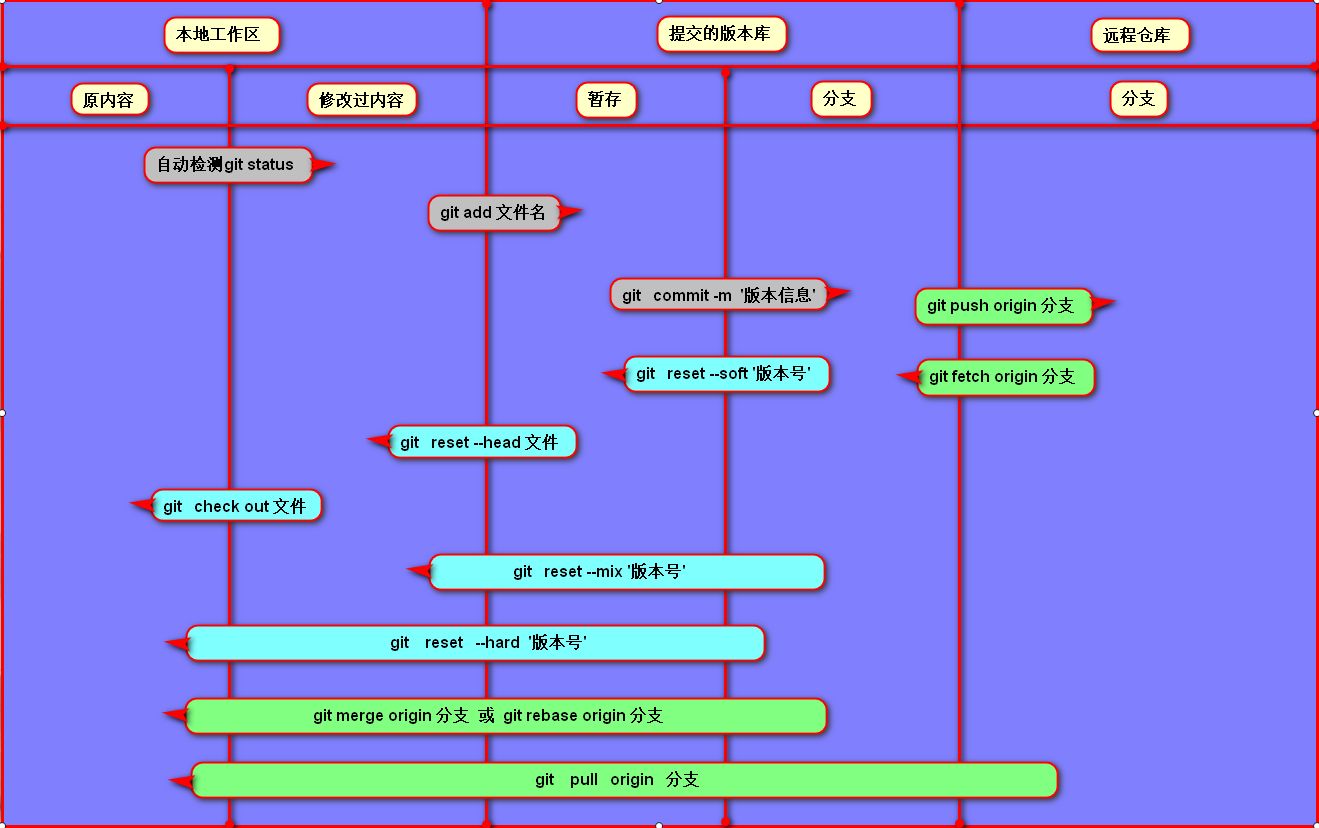 本地工作区
提交的版本库
远程仓库
原内容
修改过内容
暂存
分支
分支
自动检测git status
git add 文件名
git commit -m '版本信息'
git push origin 分支
git reset --soft '版本号'
git fetch origin 分支
git reset --head 文件
git check out 文件
git reset --mix '版本号'
git reset --hard '版本号'
git merge origin 分支 或 git rebase origin 分支
git pull origin 分支